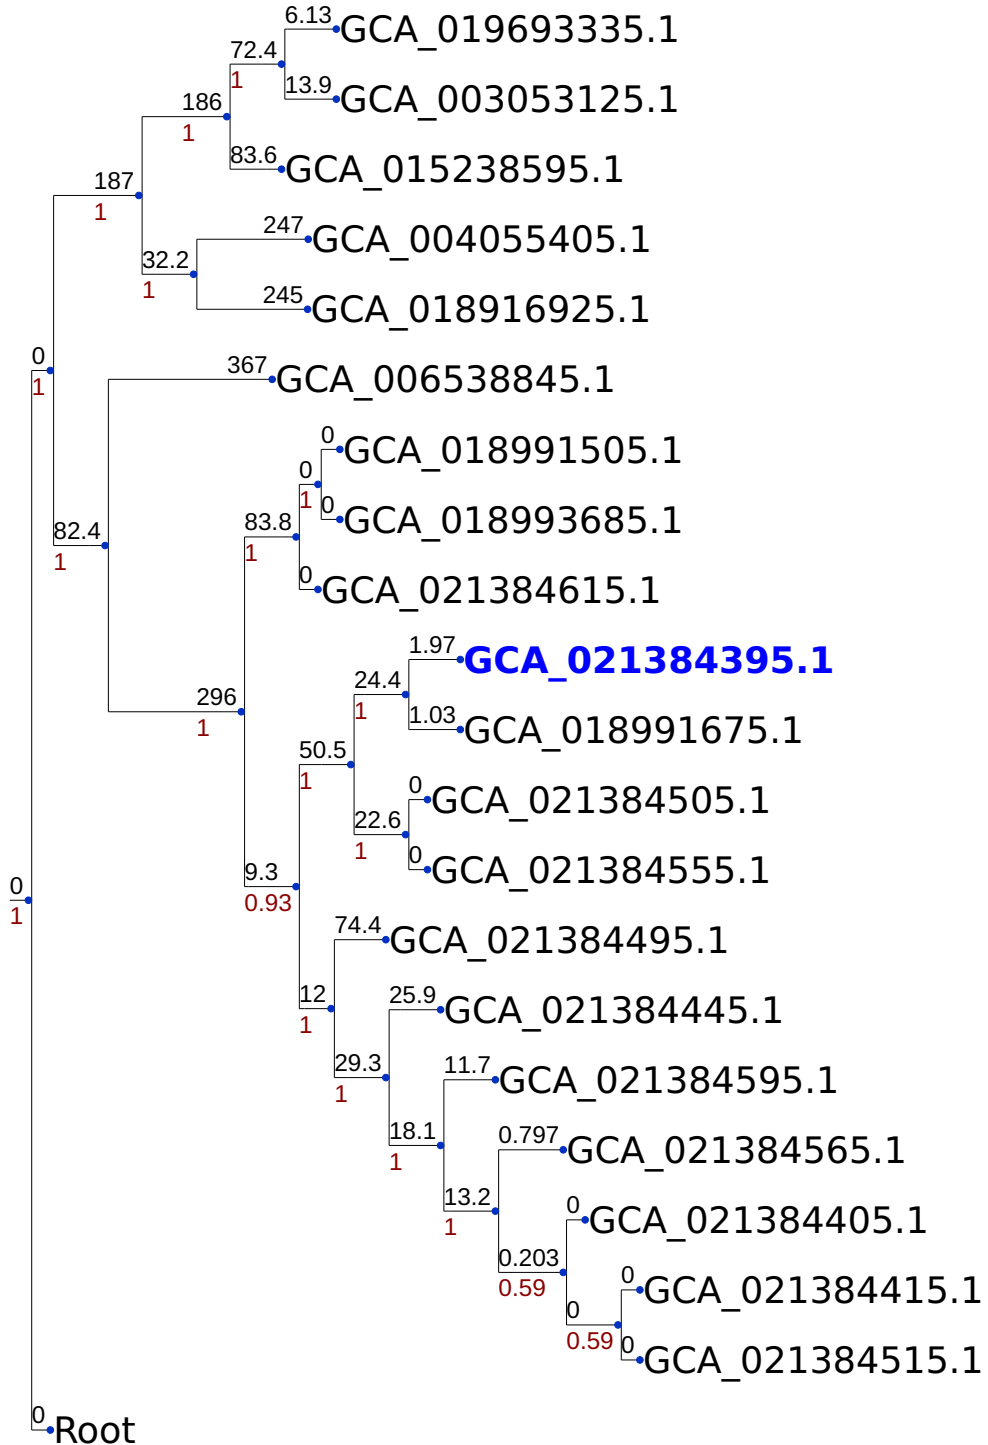 6.13
GCA_019693335.1
72.4
1
13.9
GCA_003053125.1
186
1
83.6
GCA_015238595.1
187
1
247
GCA_004055405.1
32.2
1
245
GCA_018916925.1
0
1
367
GCA_006538845.1
0
GCA_018991505.1
0
1
0
GCA_018993685.1
83.8
1
82.4
1
0
GCA_021384615.1
1.97
GCA_021384395.1
24.4
1
296
1
1.03
GCA_018991675.1
50.5
1
0
GCA_021384505.1
22.6
1
0
GCA_021384555.1
9.3
0.93
0
1
74.4
GCA_021384495.1
12
1
25.9
GCA_021384445.1
29.3
1
11.7
GCA_021384595.1
18.1
1
0.797
GCA_021384565.1
13.2
1
0
GCA_021384405.1
0.203
0.59
0
GCA_021384415.1
0
0.59
0
GCA_021384515.1
0
Root